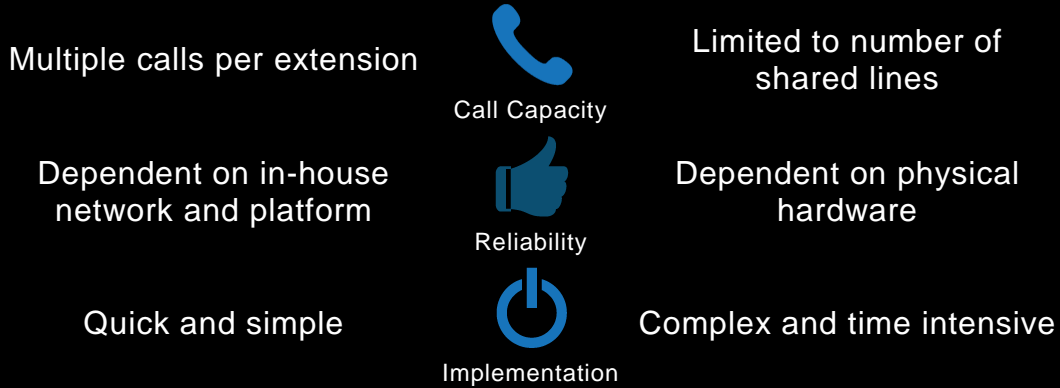 Multiple calls per extension
Call Capacity
Limited to number of
shared lines
Dependent on in-house
network and platform
Reliability
Dependent on physical
hardware
Quick and simple
Implementation
Complex and time intensive